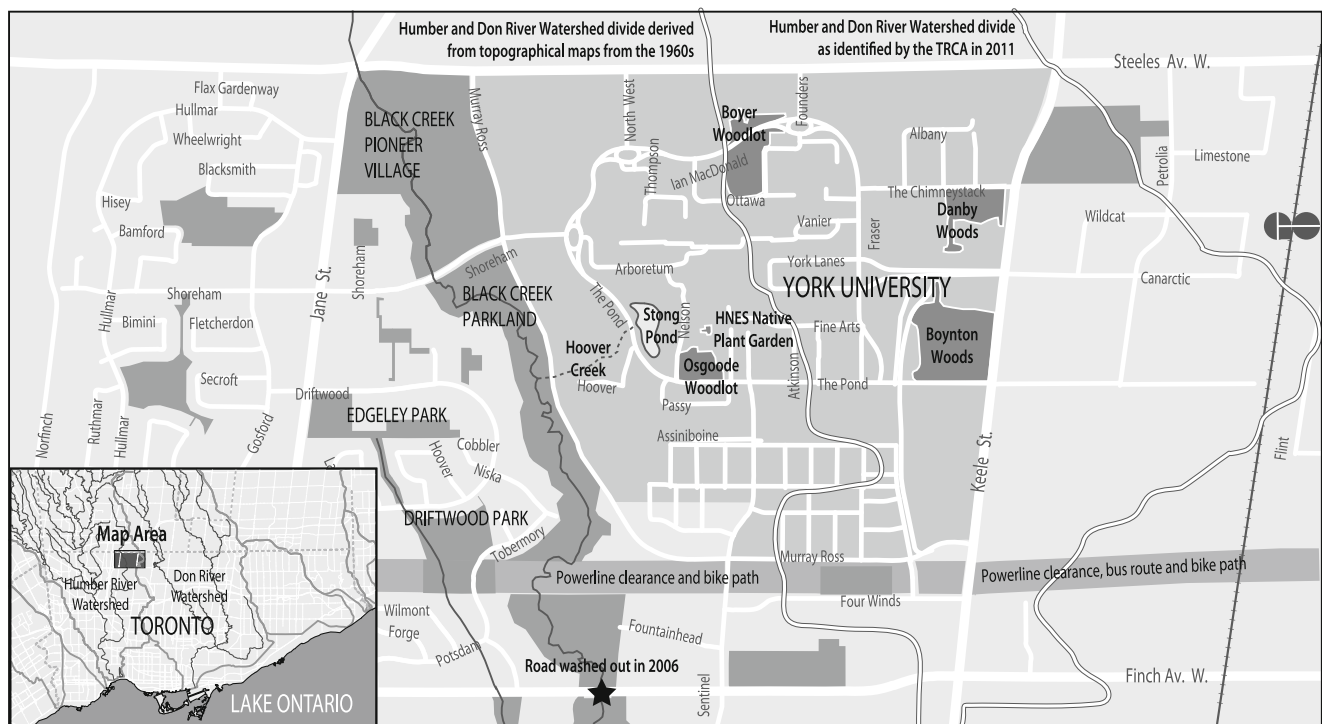 Humber and Don River Watershed divide derived
from topographical maps from the 1960s
Humber and Don River Watershed divide
as identified by the TRCA in 2011
Steeles Av. W.
Flax Gardenway
Hullmar
Wheelwright
Blacksmith
Hisey
Bamford
BLACK CREEK
PIONEER
VILLAGE
Murray Ross
North West
Thompson
Boyer
Woodlot
Founders
Ian MacDonald
Ottawa
Albany
The Chimneystack
Danby
Woods
Petrolia
Limestone
Wildcat
Canarctic
Vanier
Fraser
York Lanes
YORK UNIVERSITY
Jane St.
Shoreham
Shoreham
Shoreham
BLACK CREEK
PARKLAND
Arboretum
The Pond
Stong
Pond
Nelson
HNES Native
Plant Garden
Fine Arts
Boynton
Woods
Hullmar
Bimini
Fletcherdon
Secroft
Driftwood
Hoover
Creek
Hoover
Osgoode
Woodlot
Passy
Atkinson
The Pond
Assiniboine
Norfinch
Ruthmar
Hullmar
Gosford
EDGELEY PARK
Cobbler
Hoover
Niska
La
DRIFTWOOD PARK
Tobermory
Keele St.
Flint
Murray Ross
Powerline clearance and bike path
Powerline clearance, bus route and bike path
Four Winds
Wilmont
Forge
Potsdam
Fountainhead
Road washed out in 2006
Sentinel
Finch Av. W.
Map Area
Humber River
Watershed
Don River
Watershed
TORONTO
LAKE ONTARIO